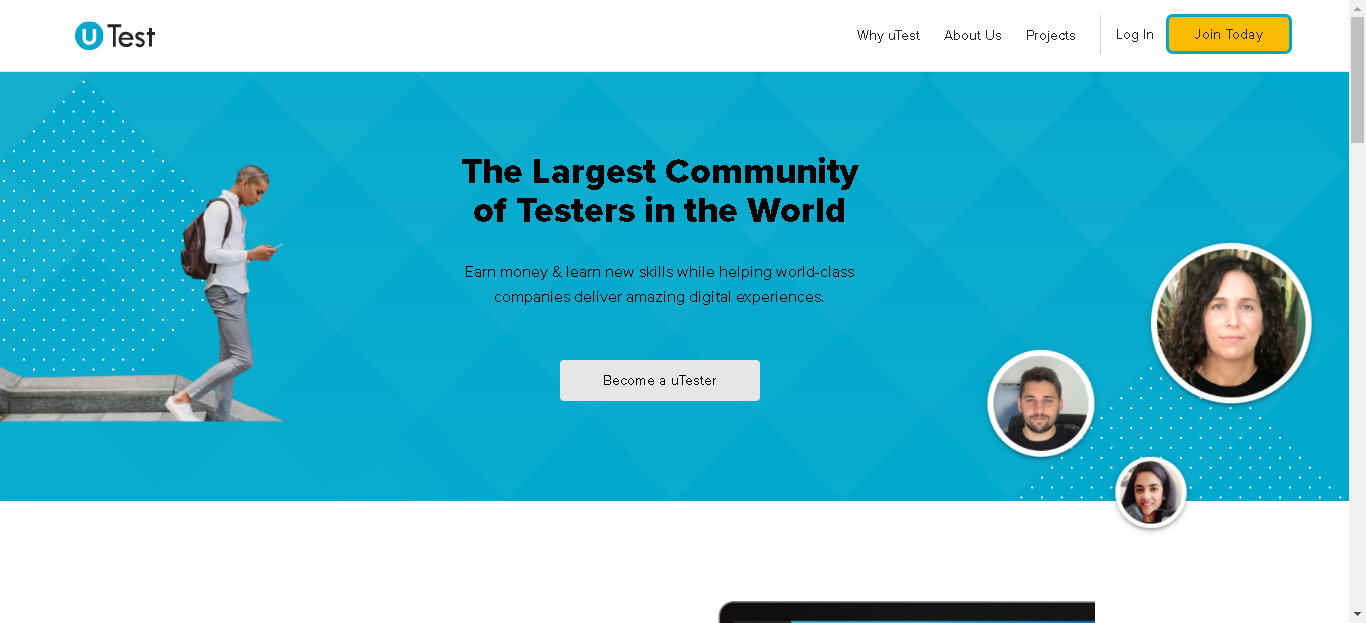 uTest
Why uTest
About Us
Projects
Log In
Join Today
The Largest Community
of Testers in the World
Earn money & learn new skills while helping world-class
companies deliver amazing digital experiences.
Become a uTester